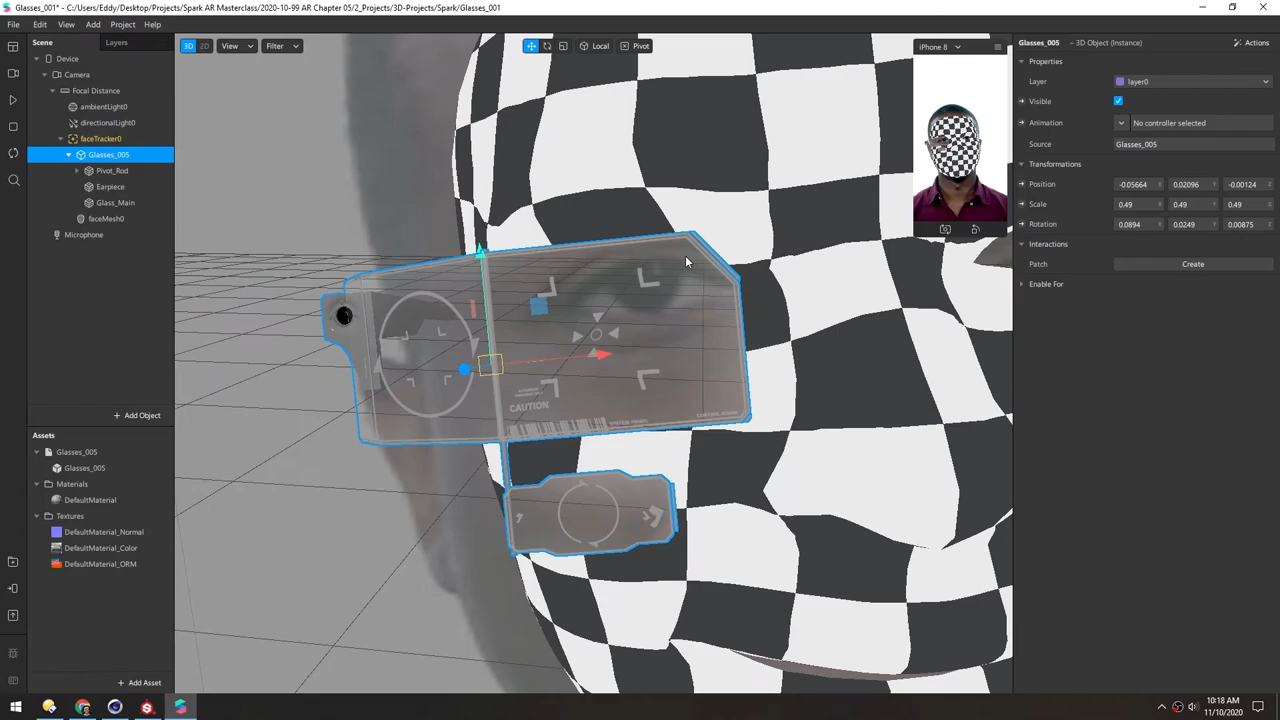 Glasses_001* - C:/Users/Eddy/Desktop/Projects/Spark AR Masterclass/2020-10-99 AR Chapter 05/2_Projects/3D-Projects/Spark/Glasses_001
File Edit View Add Project Help
Scene Layers
Device
Camera
Focal Distance
ambientLight0
directionalLight0
faceTracker0
Glasses_005
Pivot_Rod
Earpiece
Glass_Main
faceMesh0
Microphone
+ Add Object
Assets
Glasses_005
Glasses_005
Materials
DefaultMaterial
Textures
DefaultMaterial_Normal
DefaultMaterial_Color
DefaultMaterial_ORM
+ Add Asset
3D 2D View Filter Local Pivot
CAUTION
iPhone 8
Glasses_005 – 3D Object (Instance) Actions
Properties
Layer layer0
Visible
Animation No controller selected
Source Glasses_005
Transformations
Position -0.05664 0.02096 -0.00124
Scale 0.49 0.49 0.49
Rotation 0.0894 0.0249 0.00875
Interactions
Patch Create
Enable For
10:18 AM
11/10/2020